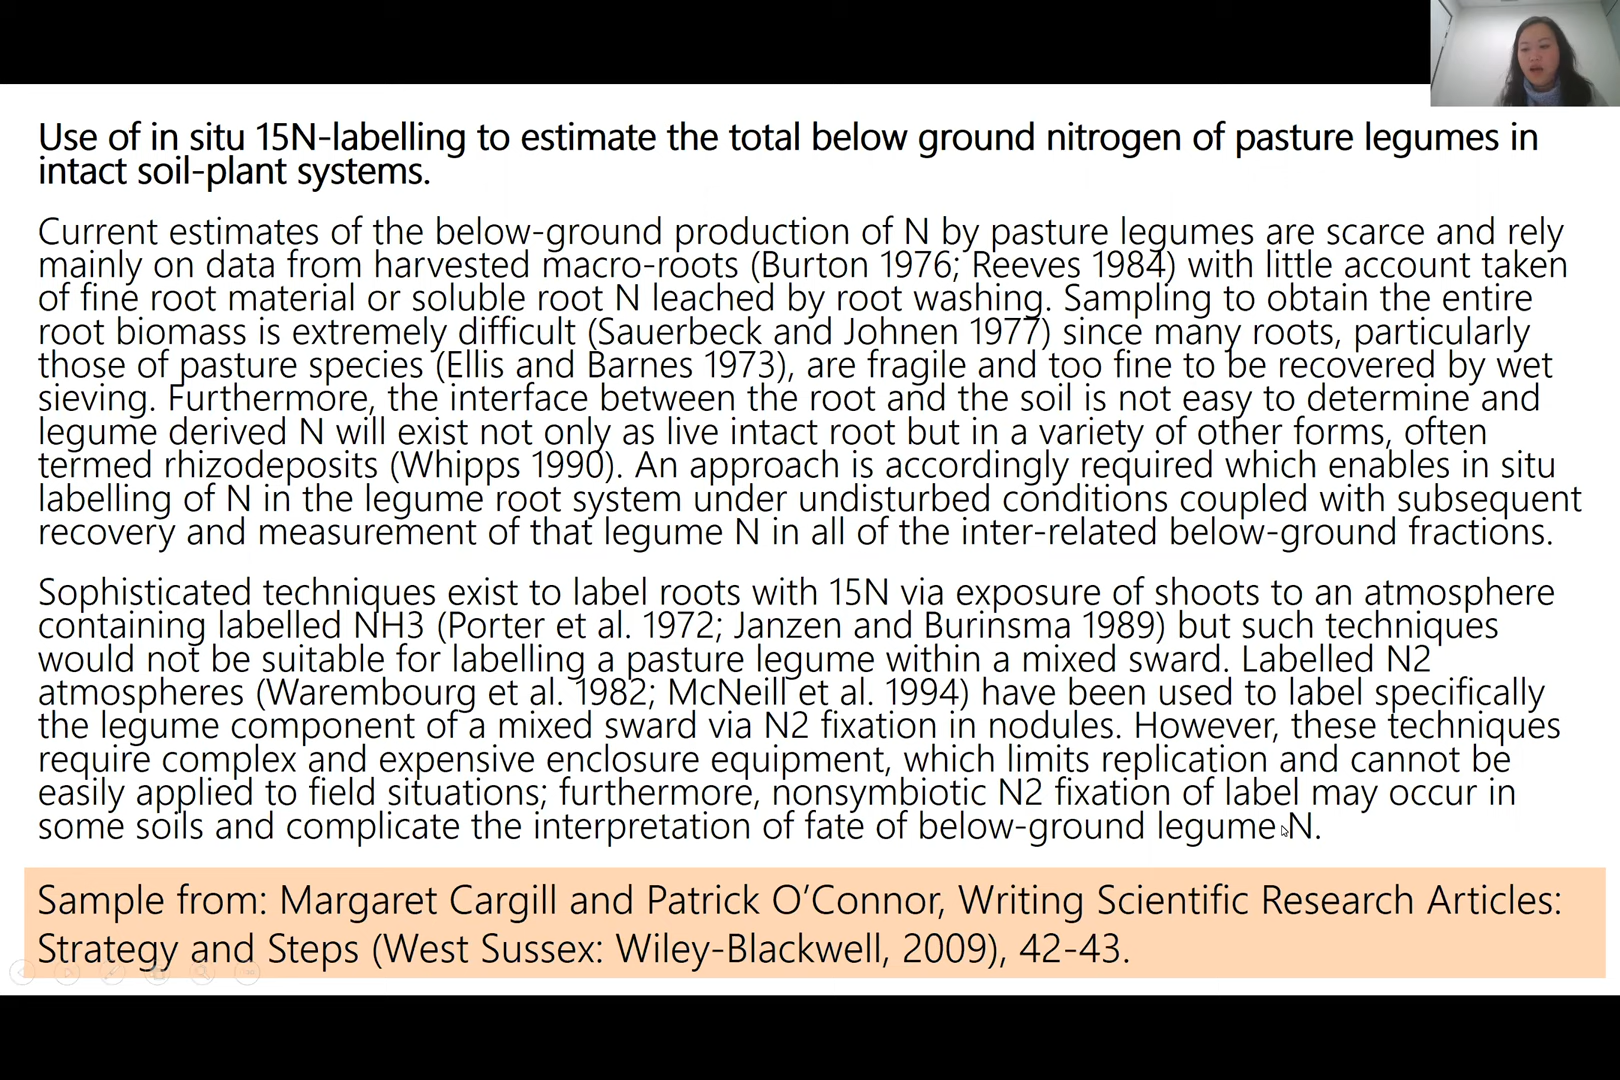 Use of in situ 15N-labelling to estimate the total below ground nitrogen of pasture legumes in
intact soil-plant systems.
Current estimates of the below-ground production of N by pasture legumes are scarce and rely
mainly on data from harvested macro-roots (Burton 1976; Reeves 1984) with little account taken
of fine root material or soluble root N leached by root washing. Sampling to obtain the entire
root biomass is extremely difficult (Sauerbeck and Johnen 1977) since many roots, particularly
those of pasture species (Ellis and Barnes 1973), are fragile and too fine to be recovered by wet
sieving. Furthermore, the interface between the root and the soil is not easy to determine and
legume derived N will exist not only as live intact root but in a variety of other forms, often
termed rhizodeposits (Whipps 1990). An approach is accordingly required which enables in situ
labelling of N in the legume root system under undisturbed conditions coupled with subsequent
recovery and measurement of that legume N in all of the inter-related below-ground fractions.
Sophisticated techniques exist to label roots with 15N via exposure of shoots to an atmosphere
containing labelled NH3 (Porter et al. 1972; Janzen and Burinsma 1989) but such techniques
would not be suitable for labelling a pasture legume within a mixed sward. Labelled N2
atmospheres (Warembourg et al. 1982; McNeill et al. 1994) have been used to label specifically
the legume component of a mixed sward via N2 fixation in nodules. However, these techniques
require complex and expensive enclosure equipment, which limits replication and cannot be
easily applied to field situations; furthermore, nonsymbiotic N2 fixation of label may occur in
some soils and complicate the interpretation of fate of below-ground legume N.
Sample from: Margaret Cargill and Patrick O’Connor, Writing Scientific Research Articles:
Strategy and Steps (West Sussex: Wiley-Blackwell, 2009), 42-43.